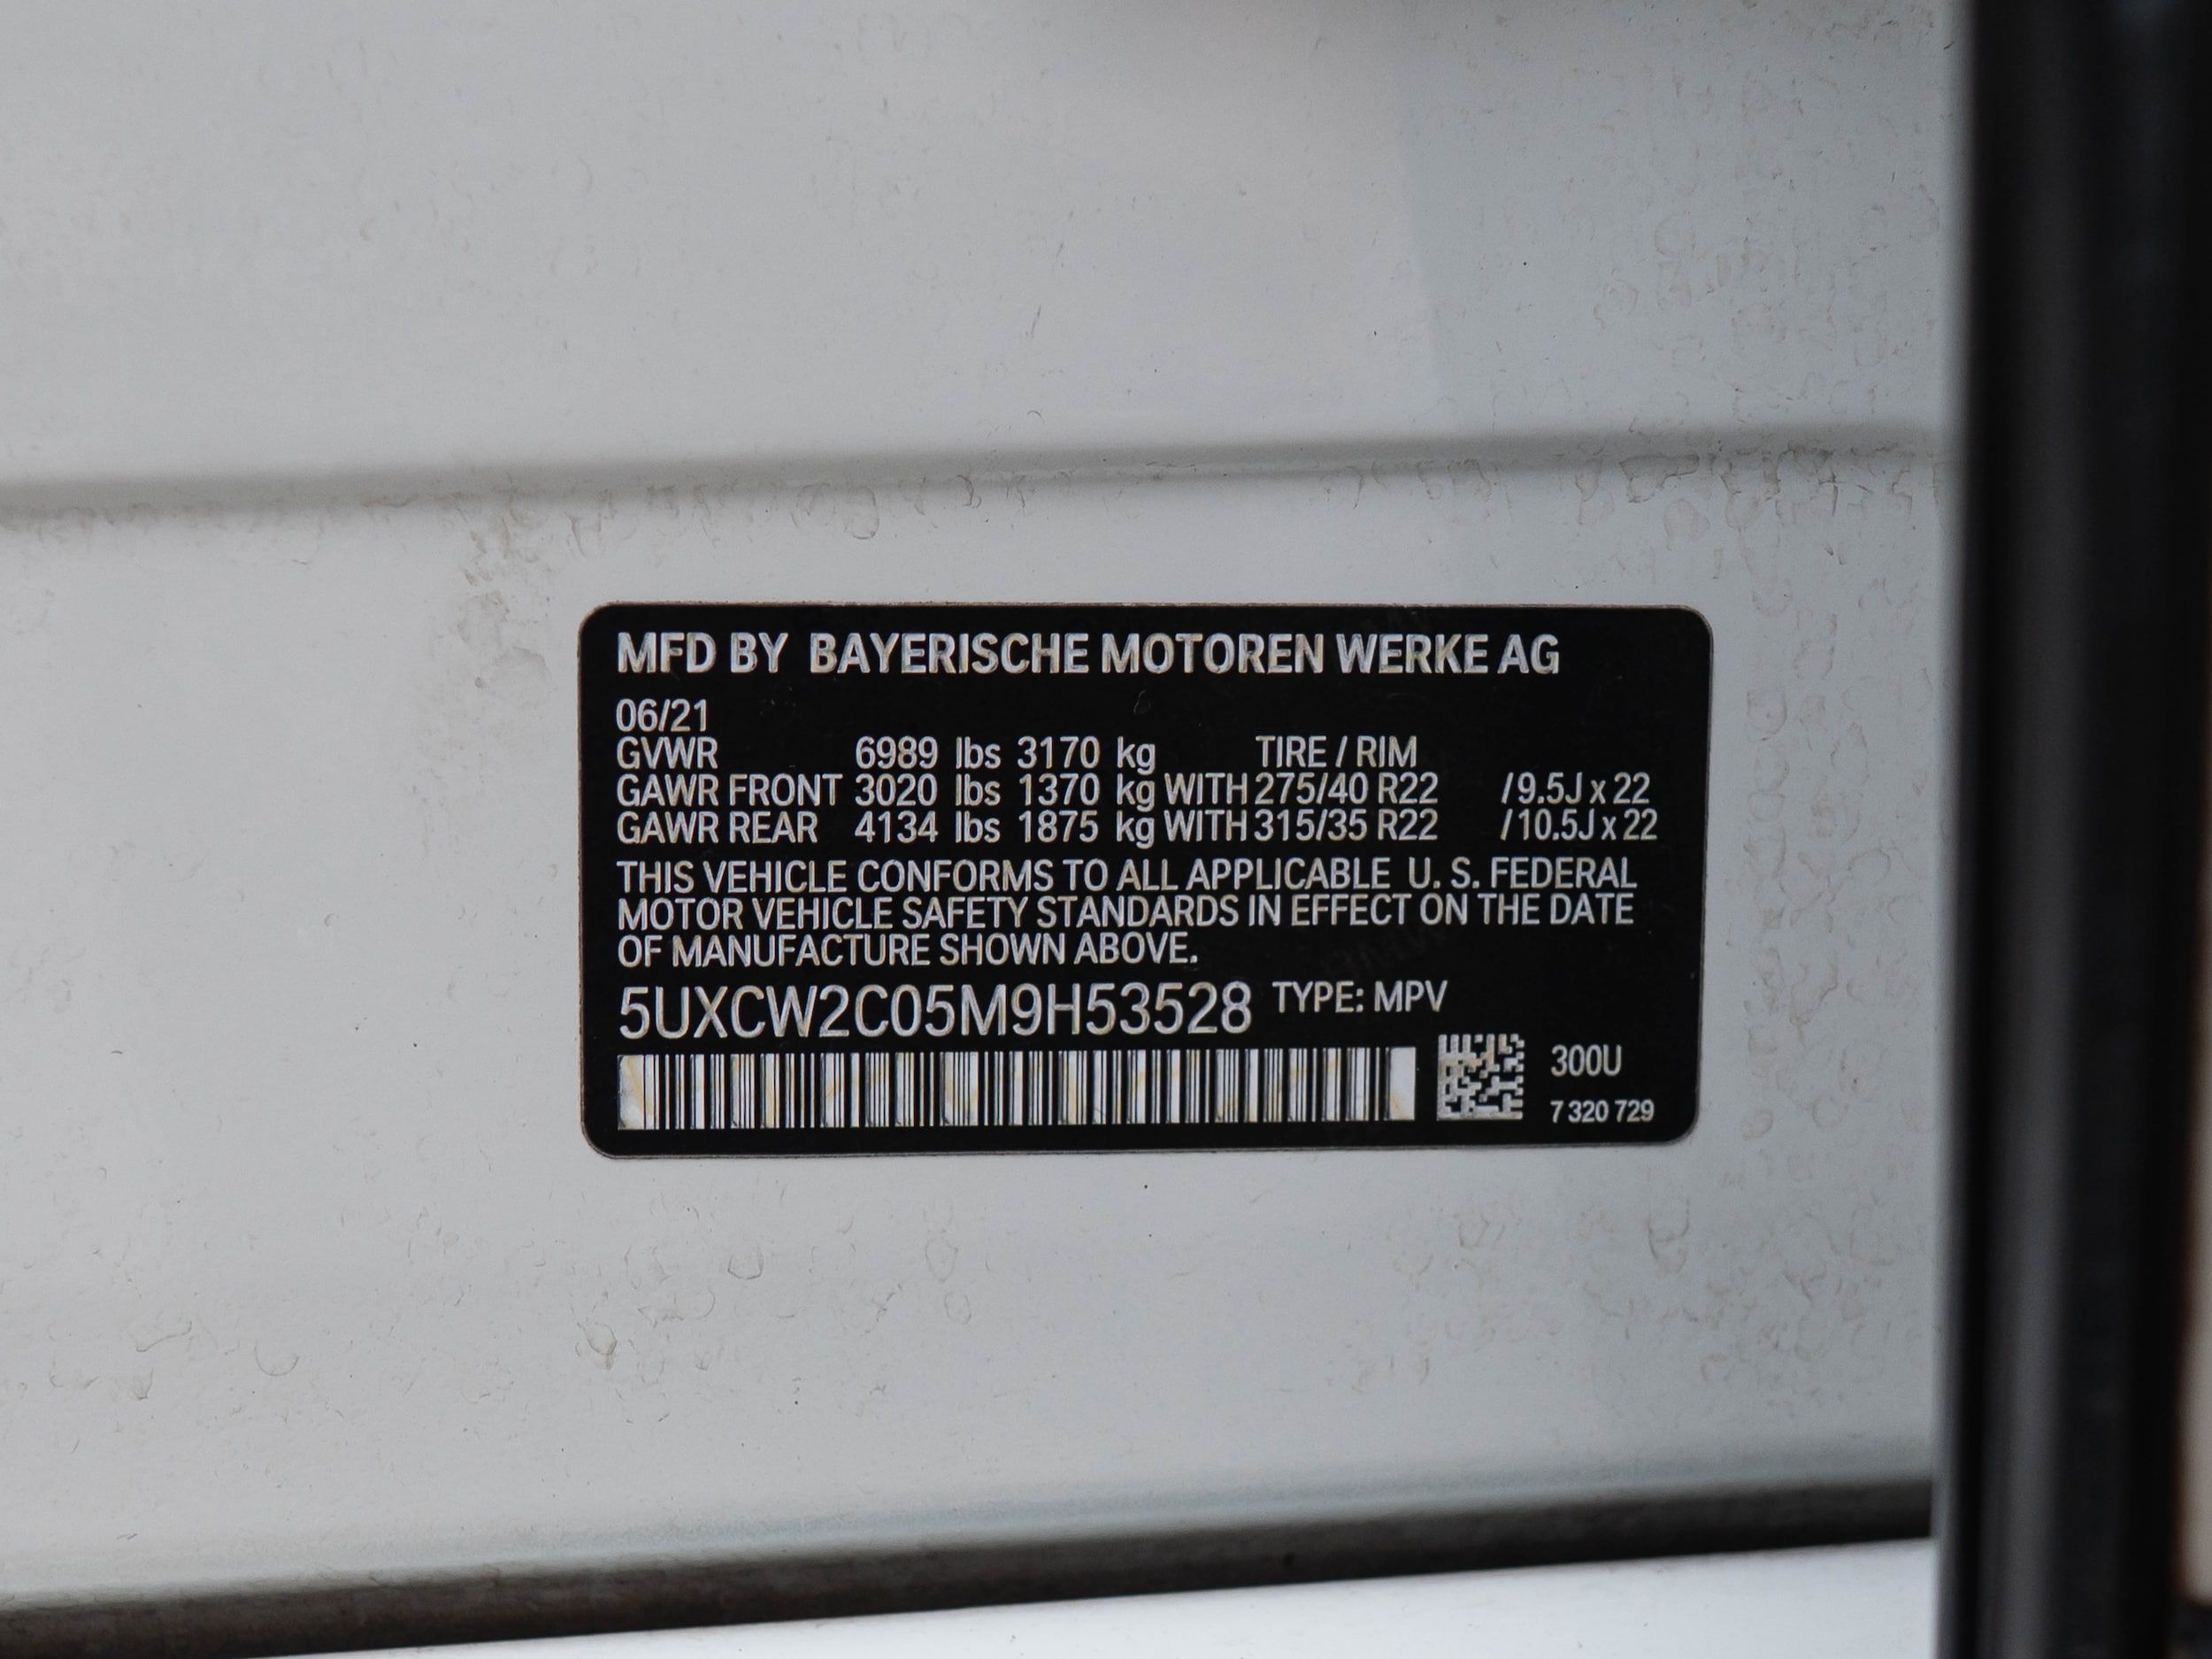 MFD BY BAYERISCHE MOTOREN WERKE AG
06/21
GVWR 6989 lbs 3170 kg TIRE / RIM
GAWR FRONT 3020 lbs 1370 kg WITH 275/40 R22 / 9.5J x 22
GAWR REAR 4134 lbs 1875 kg WITH 315/35 R22 / 10.5J x 22
THIS VEHICLE CONFORMS TO ALL APPLICABLE U. S. FEDERAL
MOTOR VEHICLE SAFETY STANDARDS IN EFFECT ON THE DATE
OF MANUFACTURE SHOWN ABOVE.
5UXCW2C05M9H53528 TYPE: MPV
300U
7 320 729